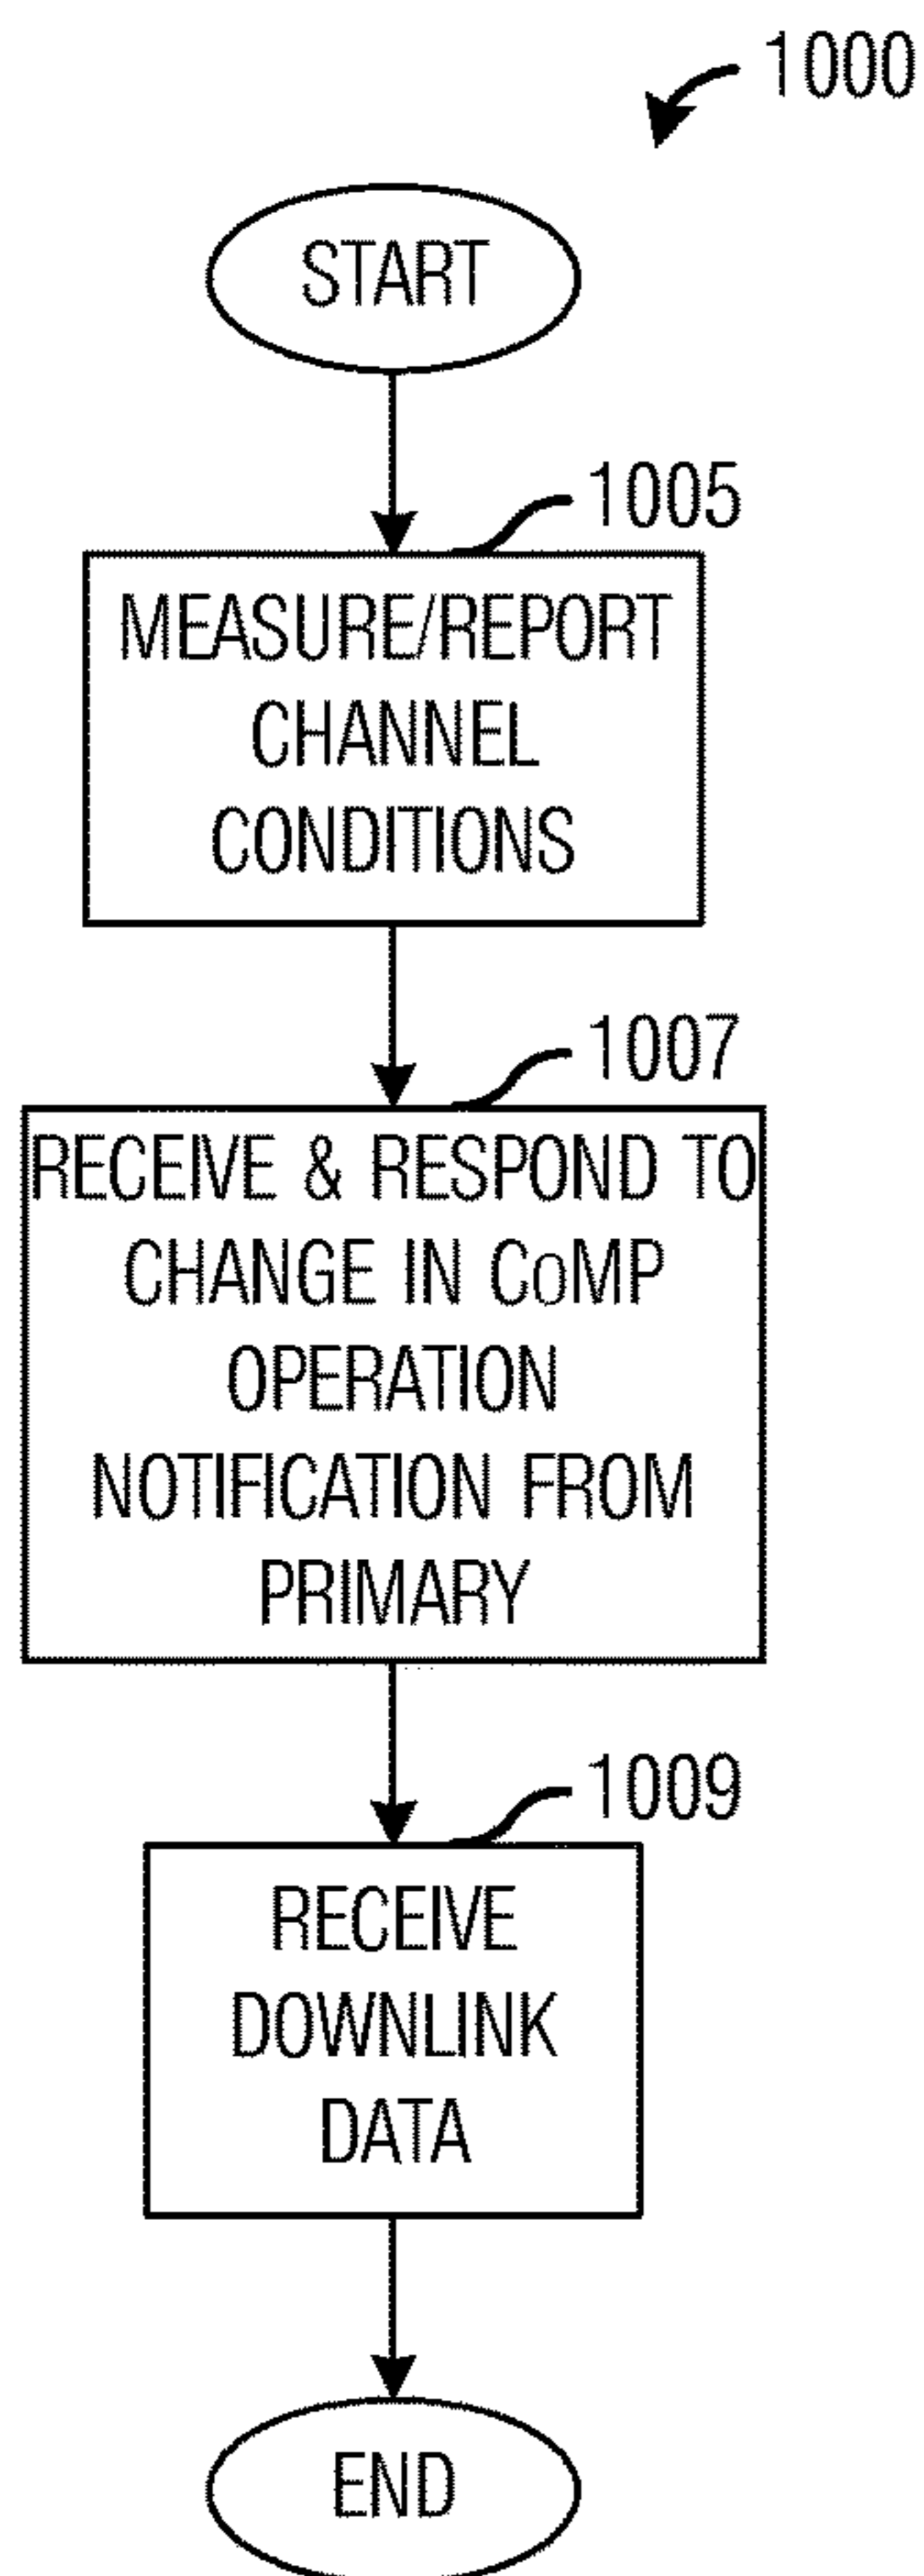 1000
START
1005
MEASURE/REPORT
CHANNEL
CONDITIONS
1007
RECEIVE & RESPOND TO
CHANGE IN CoMP
OPERATION
NOTIFICATION FROM
PRIMARY
1009
RECEIVE
DOWNLINK
DATA
END